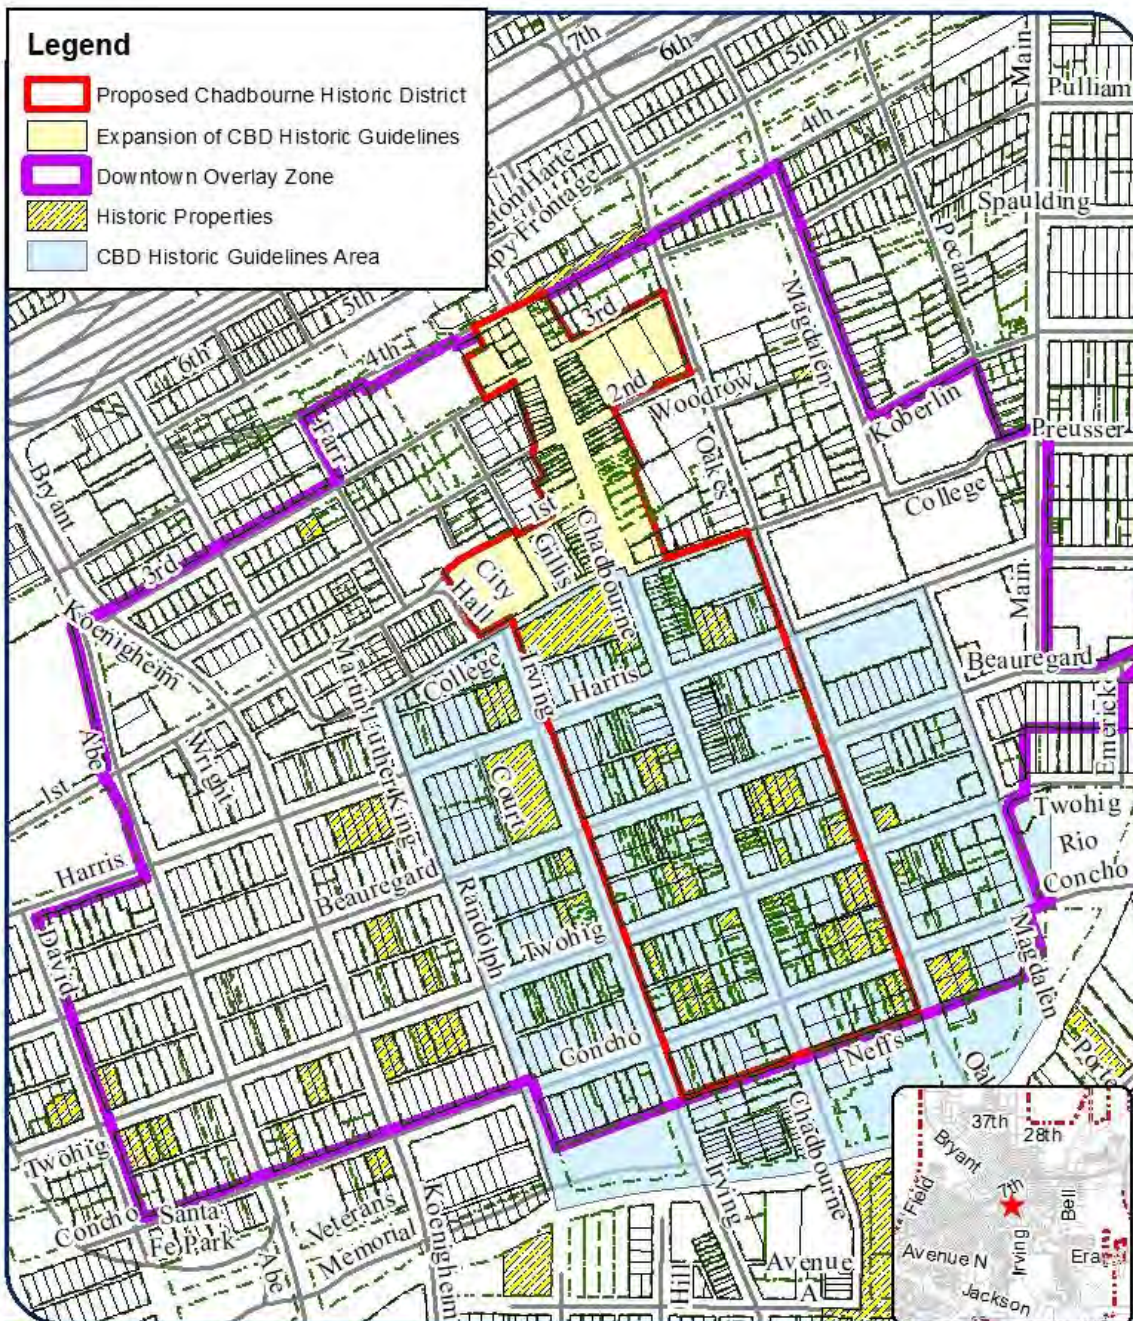 Legend
Proposed Chadbourne Historic District
Expansion of CBD Historic Guidelines
Downtown Overlay Zone
Historic Properties
CBD Historic Guidelines Area
7th
6th
5th
4th
Main
Pulliam
Spaulding
Pecan
Magdalen
Koberlin
Preusser
5th
6th
4th
3rd
2nd
Woodrow
Oakes
College
Farr
Bryant
3rd
1st
Gillis
Chadbourne
City
Hall
Koenigheim
Main
Beauregard
Emerick
Irving
Harris
College
Martin Luther King
Court
Abe
Wright
1st
Twohig
Rio
Concho
Harris
Beauregard
Randolph
Twohig
Magdalen
David
Concho
Neffs
Chadbourne
Irving
Twohig
Concho
Santa
Fe Park
Abe
Veterans
Memorial
Koenigheim
Hill
Avenue
A
37th
28th
Bryant
7th
Field
Bell
Irving
Avenue N
Jackson